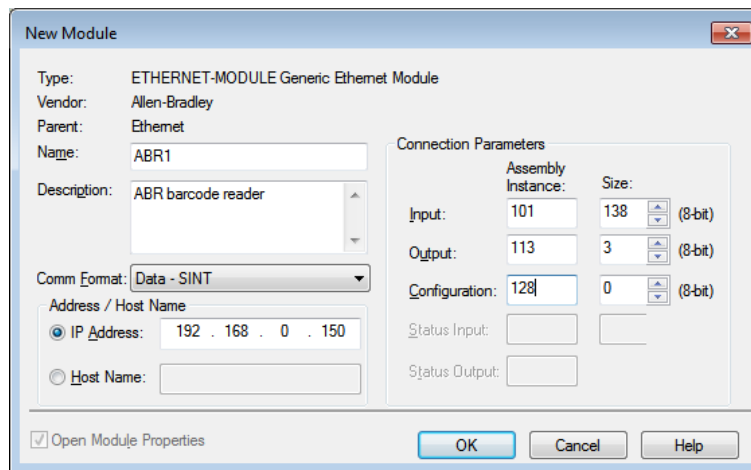 New Module
Type: ETHERNET-MODULE Generic Ethernet Module
Vendor: Allen-Bradley
Parent: Ethernet
Name: ABR1
Description: ABR barcode reader
Comm Format: Data - SINT
Address / Host Name
IP Address: 192 . 168 . 0 . 150
Host Name:
Connection Parameters
Assembly
Instance: Size:
Input: 101 138 (8-bit)
Output: 113 3 (8-bit)
Configuration: 128 0 (8-bit)
Status Input:
Status Output:
Open Module Properties
OK Cancel Help